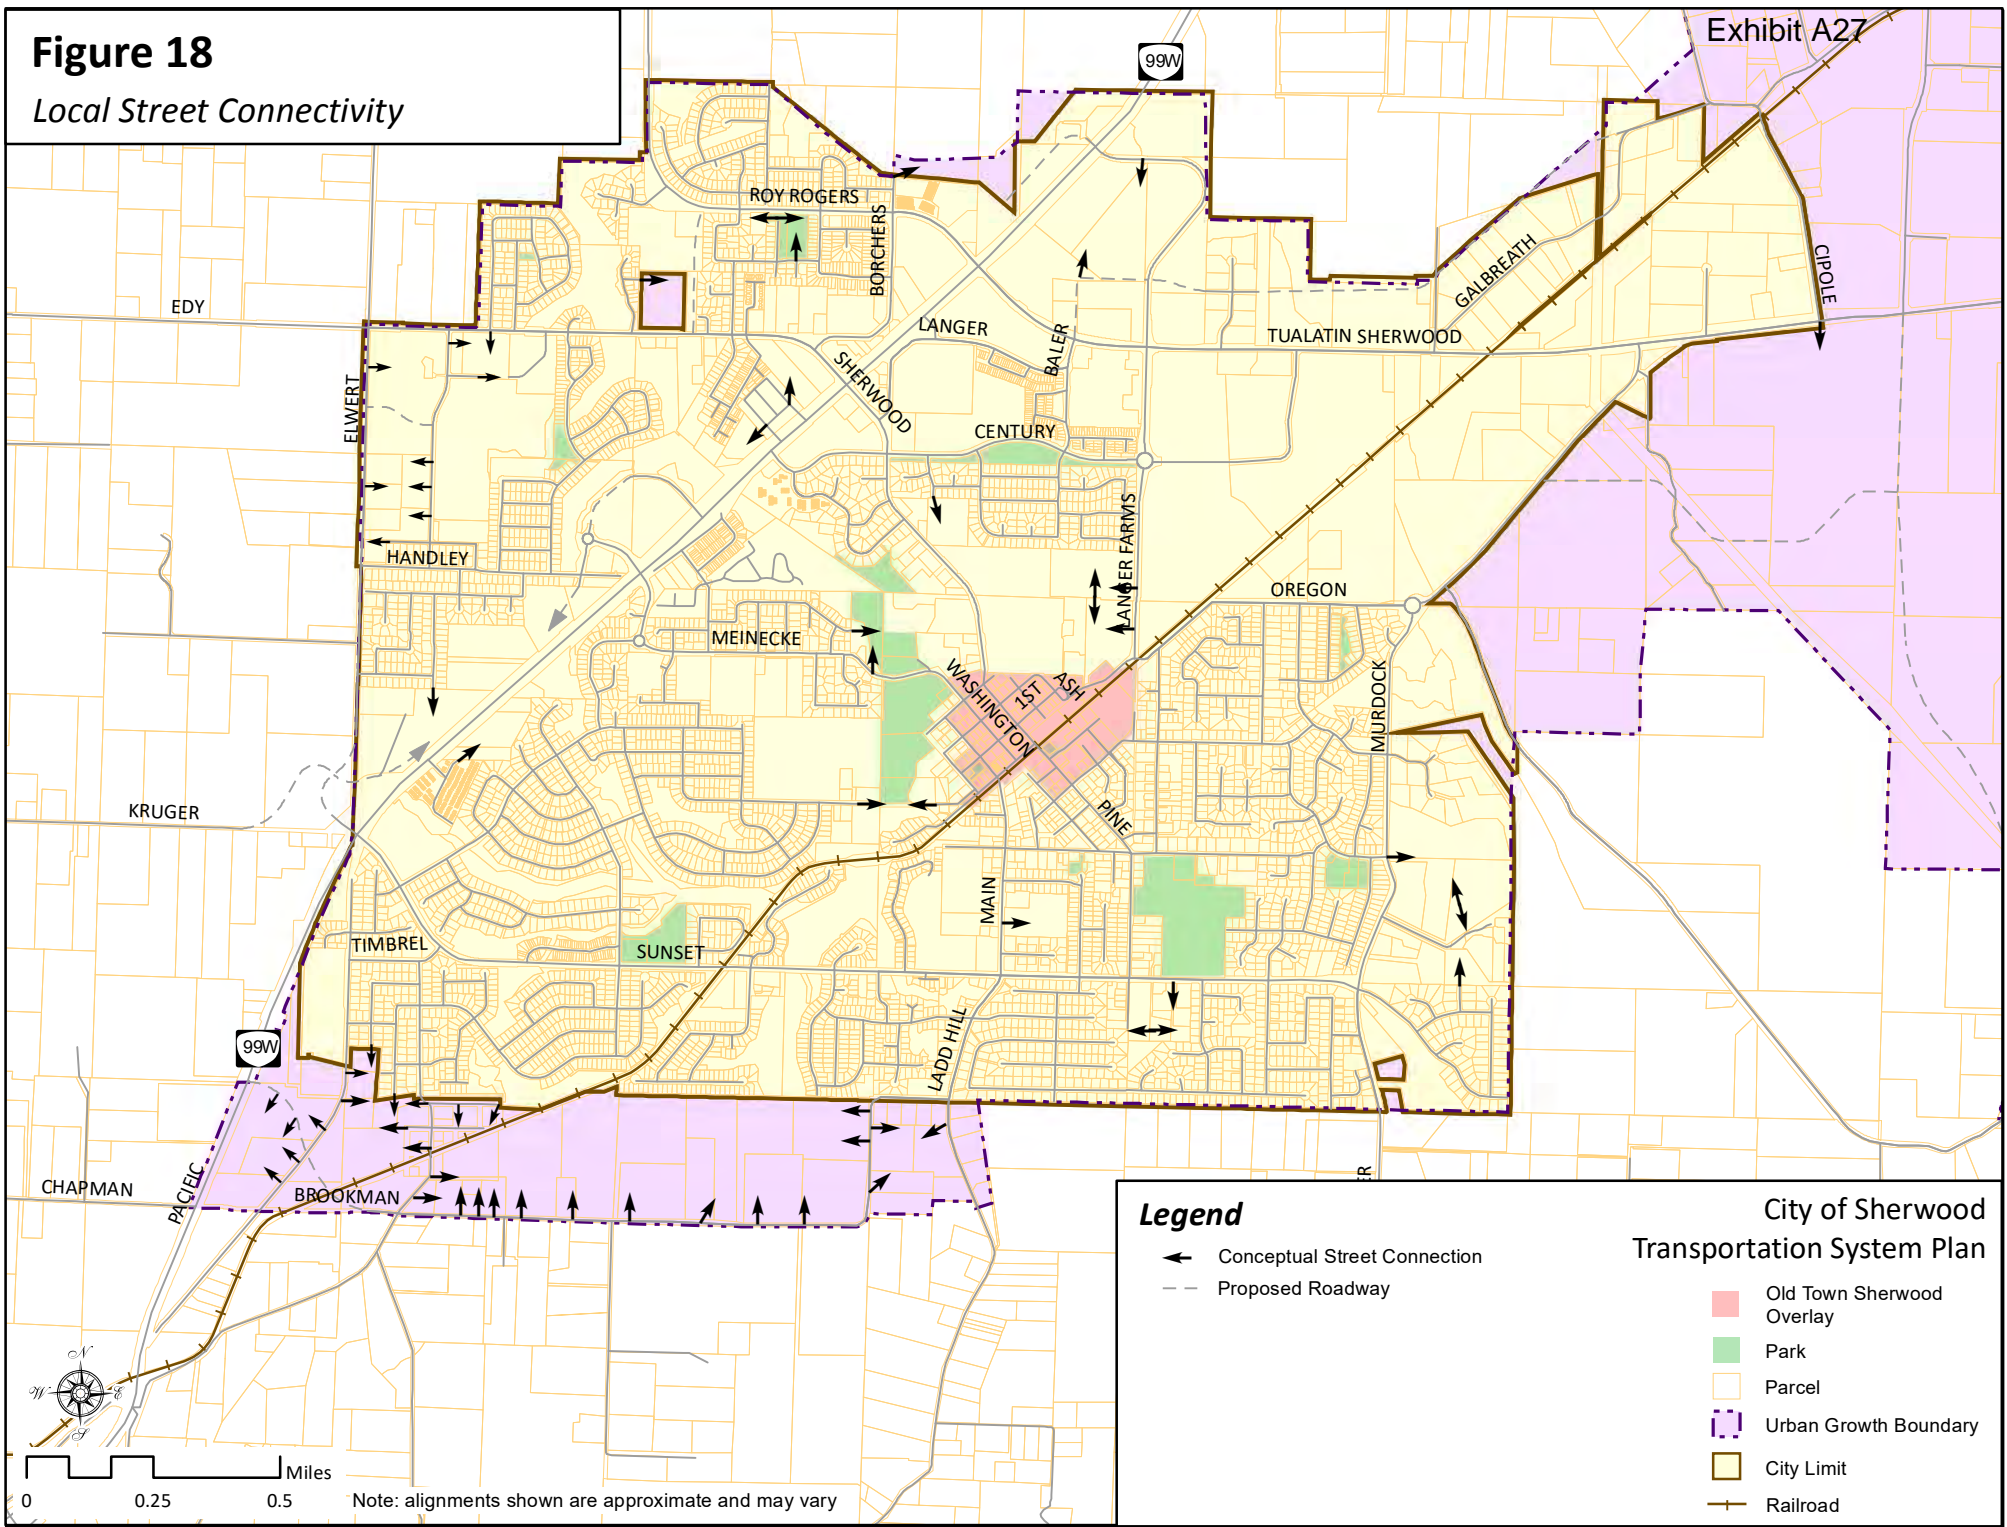 Figure 18
Local Street Connectivity
Exhibit A27
99W
ROY ROGERS
BORCHERS
EDY
LANGER
BALER
SHERWOOD
TUALATIN SHERWOOD
GALBREATH
CIPOLE
ELWERT
CENTURY
HANDLEY
LANGER FARMS
OREGON
MEINECKE
WASHINGTON
1ST
ASH
MURDOCK
KRUGER
PINE
MAIN
TIMBREL
SUNSET
99W
LADD HILL
PACIFIC
CHAPMAN
BROOKMAN
ER
Legend
Conceptual Street Connection
Proposed Roadway
City of Sherwood
Transportation System Plan
Old Town Sherwood
Overlay
Park
Parcel
Urban Growth Boundary
City Limit
Railroad
N
W
E
S
Miles
0 0.25 0.5
Note: alignments shown are approximate and may vary